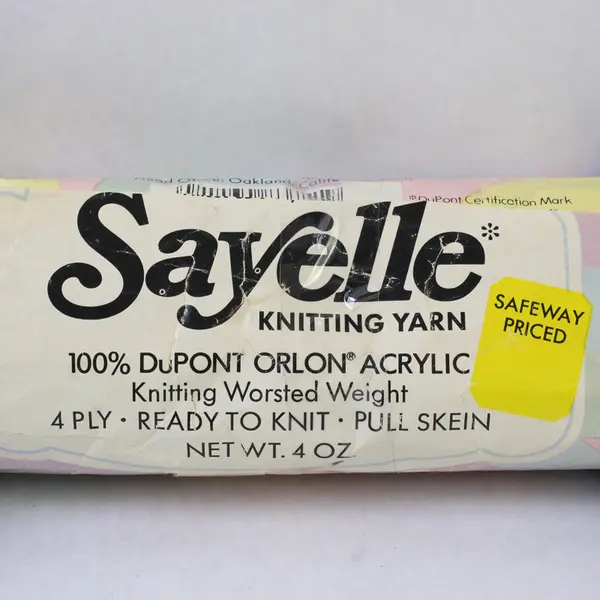 Oakland, Calif
*DuPont Certification Mark
Sayelle*
KNITTING YARN
SAFEWAY
PRICED
100% DuPONT ORLON® ACRYLIC
Knitting Worsted Weight
4 PLY · READY TO KNIT · PULL SKEIN
NET WT. 4 OZ.